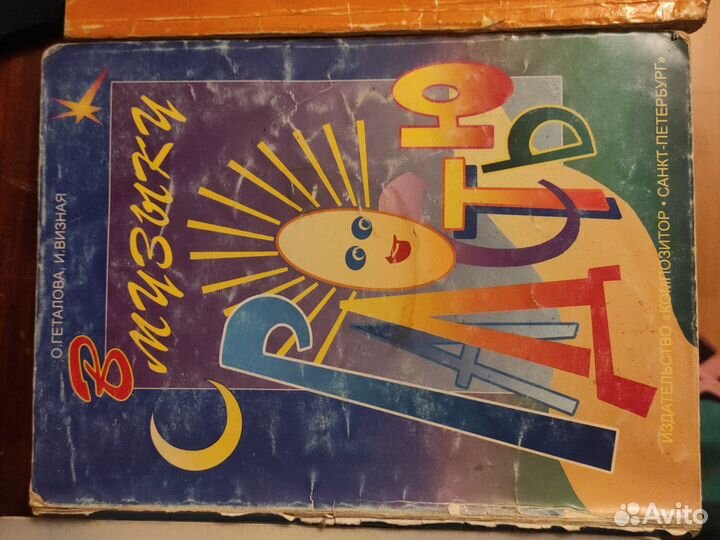 О.ГЕТАЛОВА, И.ВИЗНАЯ
В музыку
С РАДОСТЬЮ
ИЗДАТЕЛЬСТВО «КОМПОЗИТОР • САНКТ-ПЕТЕРБУРГ»
Avito